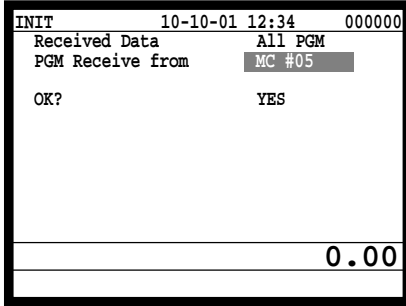 INIT 10-10-01 12:34 000000
Received Data All PGM
PGM Receive from MC #05
OK? YES
0.00